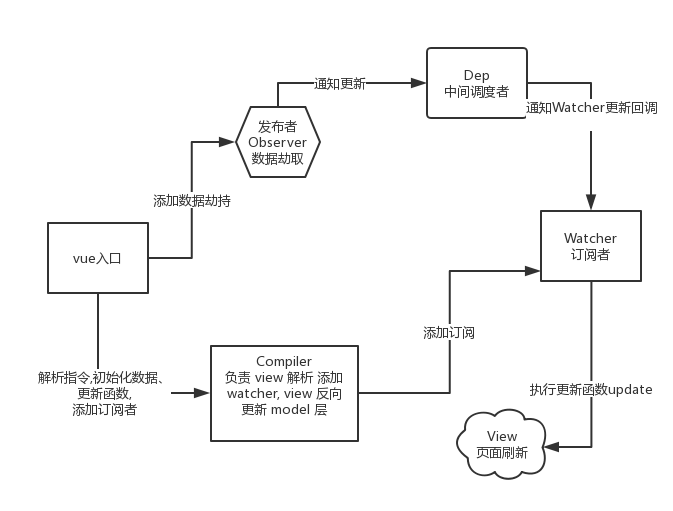 通知更新
Dep
中间调度者
通知Watcher更新回调
发布者
Observer
数据劫取
添加数据劫持
vue入口
Watcher
订阅者
添加订阅
解析指令,初始化数据、
更新函数,
添加订阅者
Compiler
负责 view 解析 添加
watcher, view 反向
更新 model 层
执行更新函数update
View
页面刷新